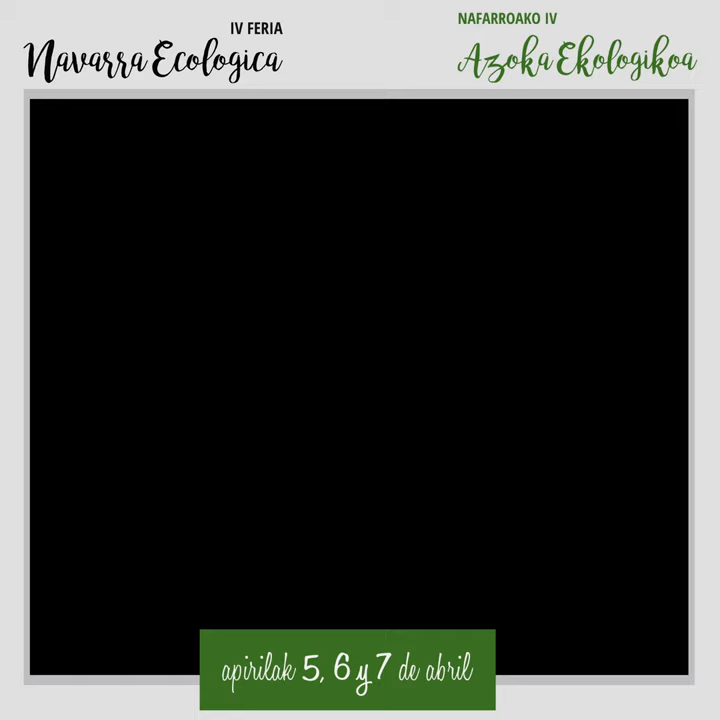 IV FERIA
Navarra Ecologica
NAFARROAKO IV
Azoka Ekologikoa
apirilak 5, 6 y 7 de abril